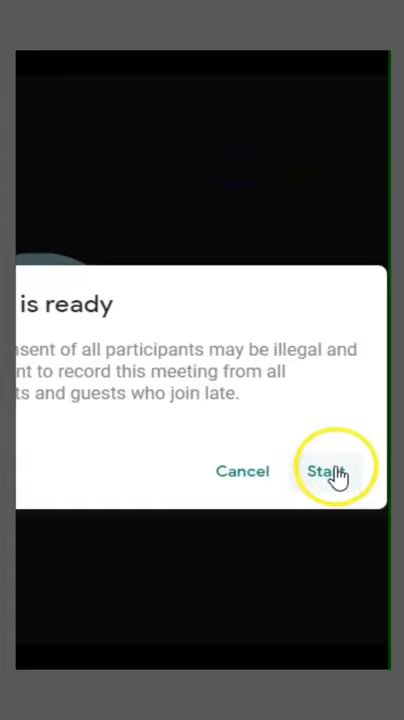 is ready
nsent of all participants may be illegal and
nt to record this meeting from all
ts and guests who join late.
Cancel Start